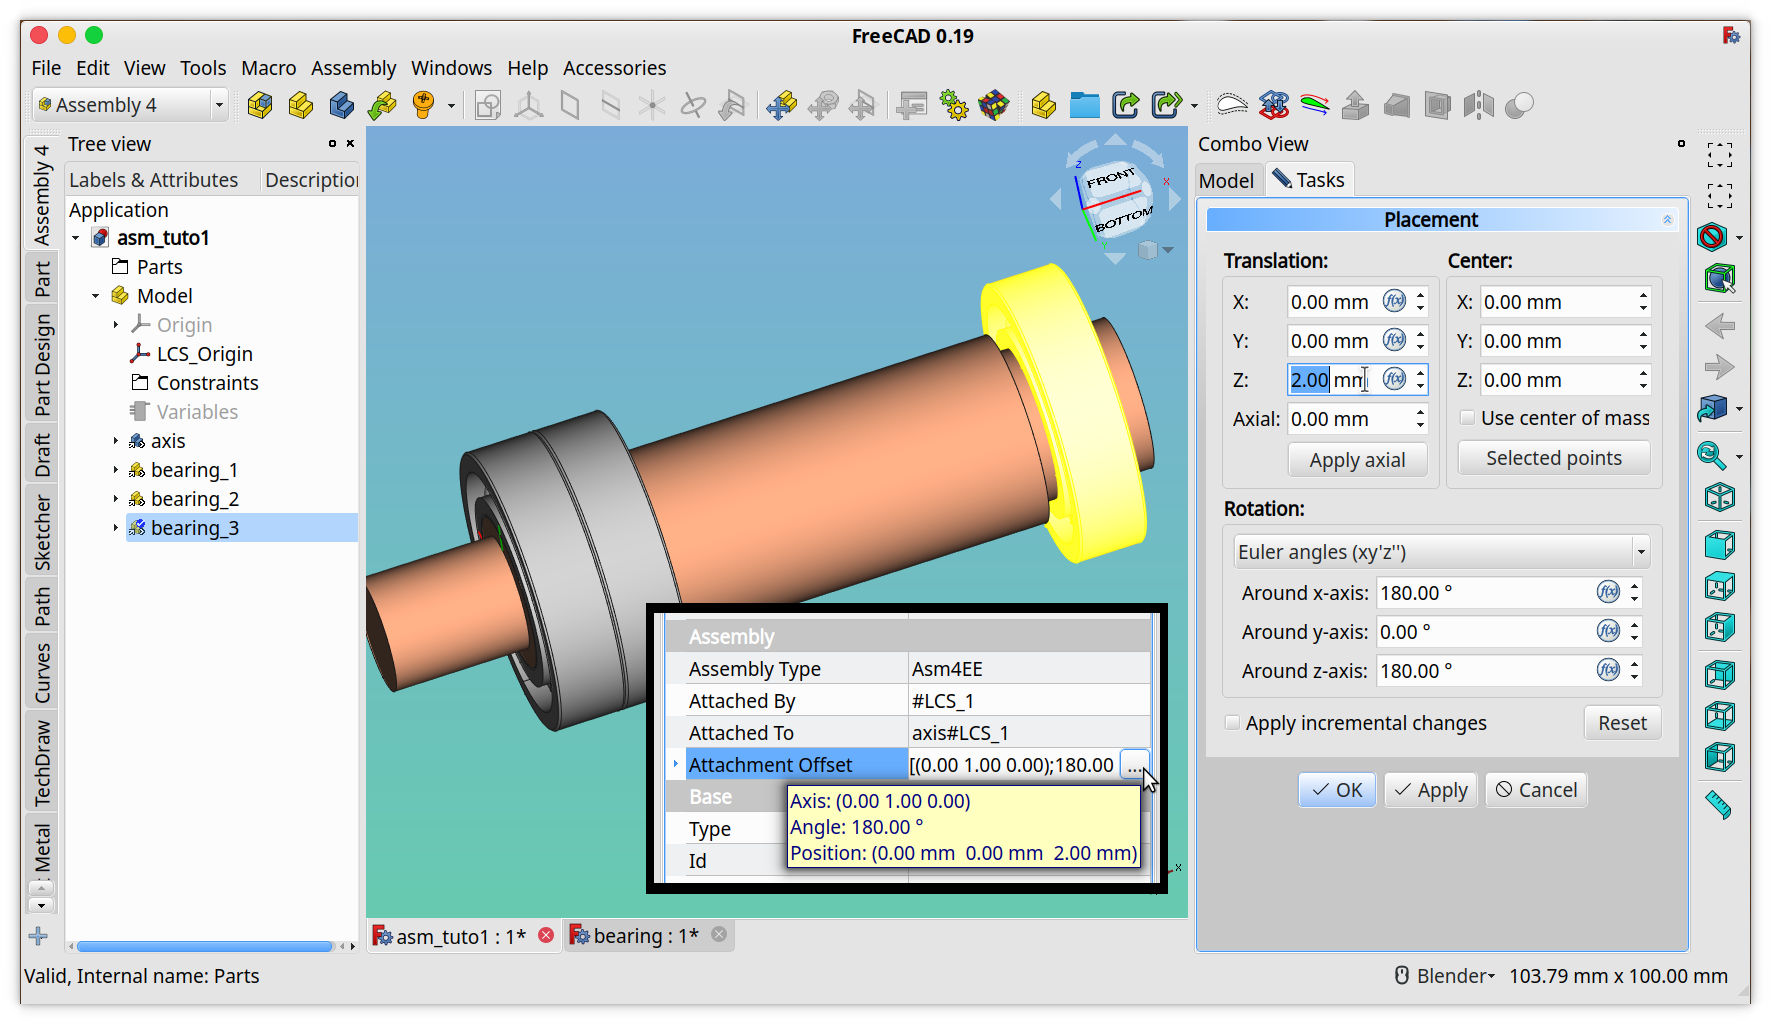 FreeCAD 0.19
File Edit View Tools Macro Assembly Windows Help Accessories
Assembly 4
Tree view
Labels & Attributes Description
Application
asm_tuto1
Parts
Model
Origin
LCS_Origin
Constraints
Variables
axis
bearing_1
bearing_2
bearing_3
Assembly 4
Part
Part Design
Draft
Sketcher
Path
Curves
TechDraw
Metal
FRONT
BOTTOM
Z
X
Y
Assembly
Assembly Type Asm4EE
Attached By #LCS_1
Attached To axis#LCS_1
Attachment Offset [(0.00 1.00 0.00);180.00 ...
Base
Type
Id
Axis: (0.00 1.00 0.00)
Angle: 180.00 °
Position: (0.00 mm 0.00 mm 2.00 mm)
X
asm_tuto1 : 1*
bearing : 1*
Combo View
Model Tasks
Placement
Translation: Center:
X: 0.00 mm f(x) X: 0.00 mm
Y: 0.00 mm f(x) Y: 0.00 mm
Z: 2.00 mm f(x) Z: 0.00 mm
Axial: 0.00 mm Use center of mass
Apply axial Selected points
Rotation:
Euler angles (xy'z'')
Around x-axis: 180.00 ° f(x)
Around y-axis: 0.00 ° f(x)
Around z-axis: 180.00 ° f(x)
Apply incremental changes Reset
OK Apply Cancel
Valid, Internal name: Parts
Blender 103.79 mm x 100.00 mm